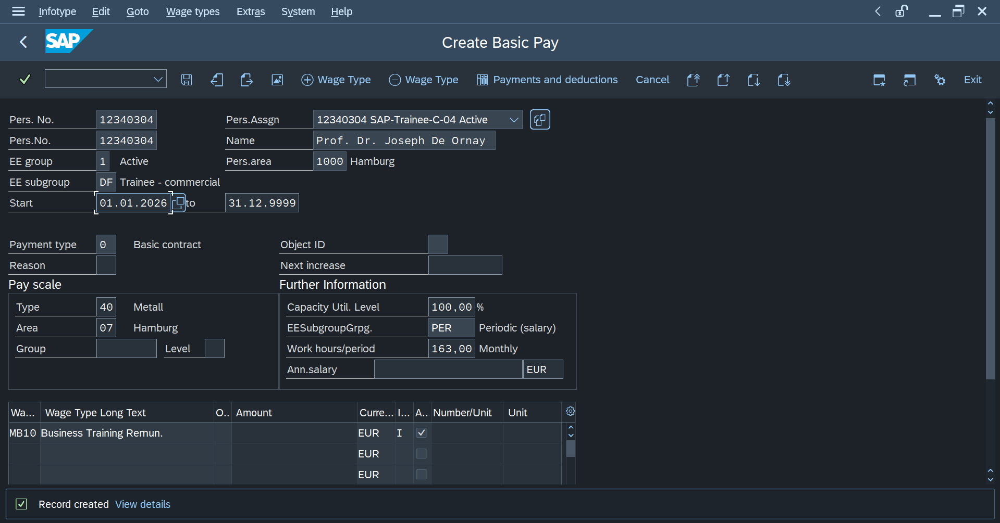 Infotype Edit Goto Wage types Extras System Help
SAP Create Basic Pay
Wage Type Wage Type Payments and deductions Cancel Exit
Pers. No. 12340304 Pers.Assgn 12340304 SAP-Trainee-C-04 Active
Pers.No. 12340304 Name Prof. Dr. Joseph De Ornay
EE group 1 Active Pers.area 1000 Hamburg
EE subgroup DF Trainee - commercial
Start 01.01.2026 to 31.12.9999
Payment type 0 Basic contract Object ID
Reason Next increase
Pay scale Further Information
Type 40 Metall Capacity Util. Level 100,00 %
Area 07 Hamburg EESubgroupGrpg. PER Periodic (salary)
Group Level Work hours/period 163,00 Monthly
Ann.salary EUR
Wa... Wage Type Long Text O.. Amount Curre... I... A.. Number/Unit Unit
MB10 Business Training Remun. EUR I
EUR
EUR
Record created View details